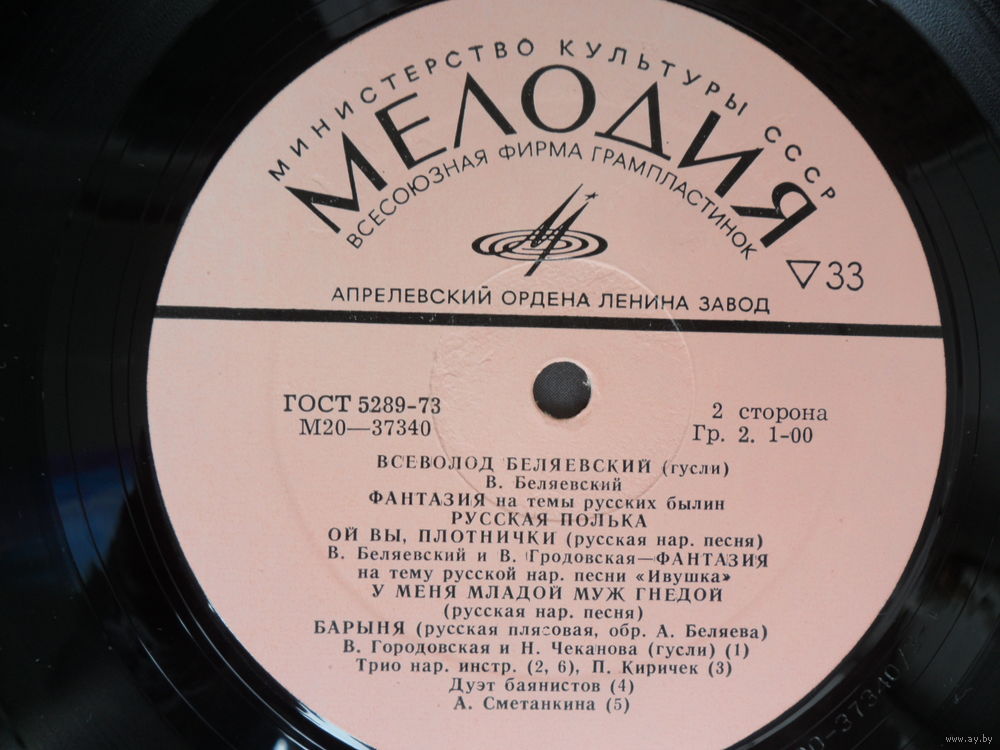 МИНИСТЕРСТВО КУЛЬТУРЫ СССР
МЕЛОДИЯ
ВСЕСОЮЗНАЯ ФИРМА ГРАМПЛАСТИНОК
▽33
АПРЕЛЕВСКИЙ ОРДЕНА ЛЕНИНА ЗАВОД
ГОСТ 5289-73
М20—37340
2 сторона
Гр. 2. 1-00
ВСЕВОЛОД БЕЛЯЕВСКИЙ (гусли)
В. Беляевский
ФАНТАЗИЯ на темы русских былин
РУССКАЯ ПОЛЬКА
ОЙ ВЫ, ПЛОТНИЧКИ (русская нар. песня)
В. Беляевский и В. Гродовская—ФАНТАЗИЯ
на тему русской нар. песни «Ивушка»
У МЕНЯ МЛАДОЙ МУЖ ГНЕДОЙ
(русская нар. песня)
БАРЫНЯ (русская плясовая, обр. А. Беляева)
В. Городовская и Н. Чеканова (гусли) (1)
Трио нар. инстр. (2, 6), П. Киричек (3)
Дуэт баянистов (4)
А. Сметанкина (5)
www.ay.by